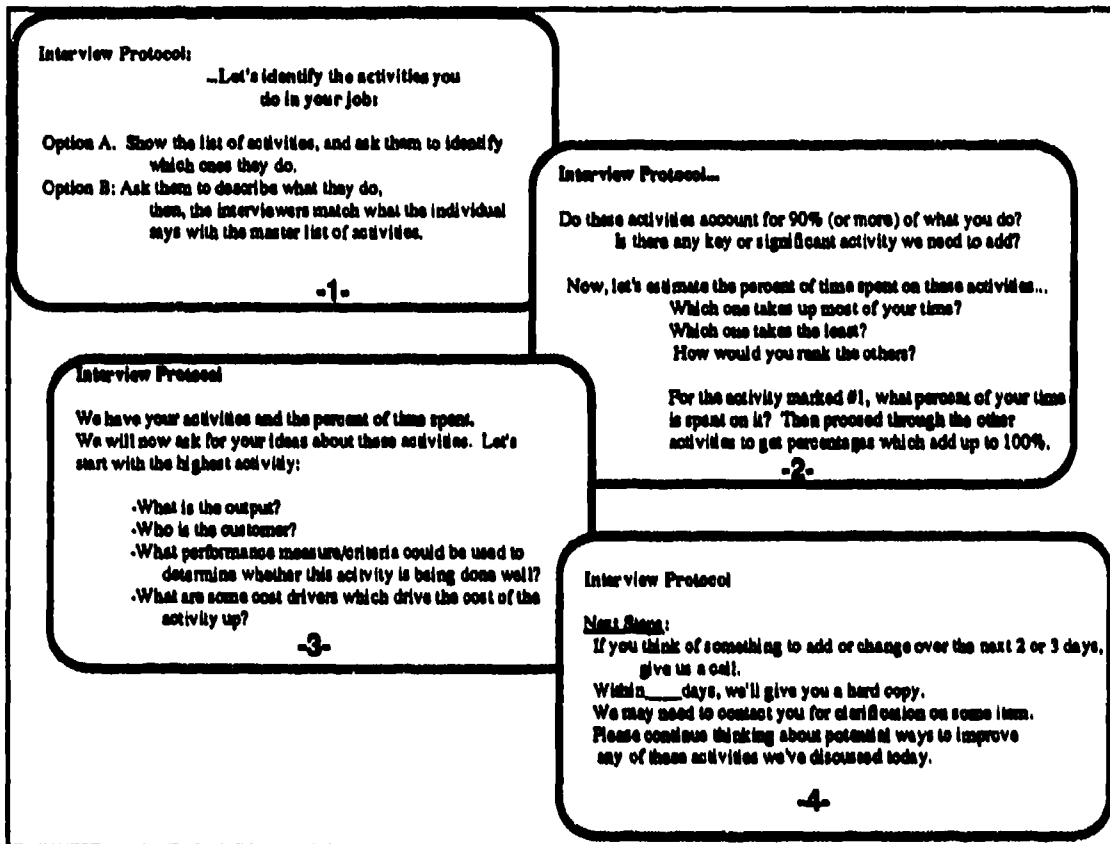 Interview Protocol:
...Let's identify the activities you
do in your job:
Option A. Show the list of activities, and ask them to identify
which ones they do.
Option B: Ask them to describe what they do,
then, the interviewers match what the individual
says with the master list of activities.
-1-
Interview Protocol...
Do these activities account for 90% (or more) of what you do?
Is there any key or significant activity we need to add?
Now, let's estimate the percent of time spent on these activities...
Which one takes up most of your time?
Which one takes the least?
How would you rank the others?
For the activity marked #1, what percent of your time
is spent on it? Then proceed through the other
activities to get percentages which add up to 100%.
-2-
Interview Protocol
We have your activities and the percent of time spent.
We will now ask for your ideas about these activities. Let's
start with the highest activity:
-What is the output?
-Who is the customer?
-What performance measure/criteria could be used to
determine whether this acitvity is being done well?
-What are some cost drivers which drive the cost of the
activity up?
-3-
Interview Protocol
Next Steps:
If you think of something to add or change over the next 2 or 3 days,
give us a call.
Within____days, we'll give you a hard copy.
We may need to contact you for clarification on some item.
Please continue thinking about potential ways to improve
any of these activities we've discussed today.
-4-